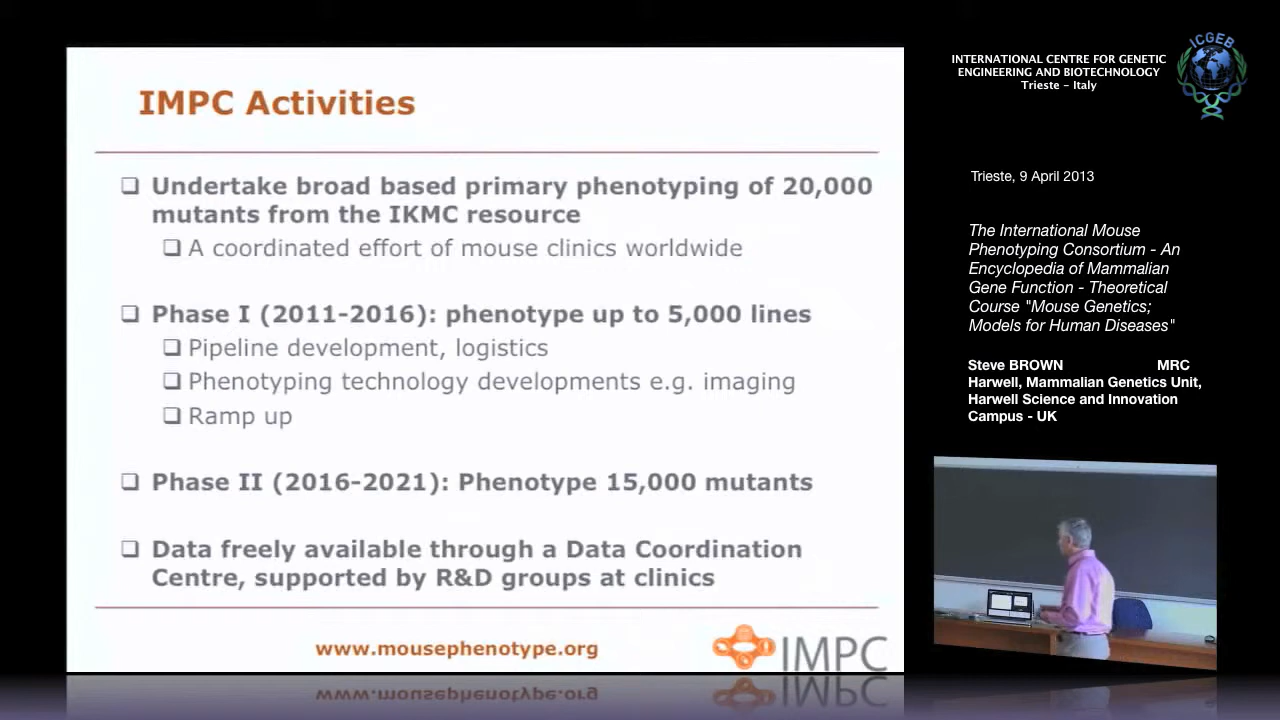 IMPC Activities
❑ Undertake broad based primary phenotyping of 20,000
mutants from the IKMC resource
❑ A coordinated effort of mouse clinics worldwide
❑ Phase I (2011-2016): phenotype up to 5,000 lines
❑ Pipeline development, logistics
❑ Phenotyping technology developments e.g. imaging
❑ Ramp up
❑ Phase II (2016-2021): Phenotype 15,000 mutants
❑ Data freely available through a Data Coordination
Centre, supported by R&D groups at clinics
www.mousephenotype.org
IMPC
INTERNATIONAL CENTRE FOR GENETIC
ENGINEERING AND BIOTECHNOLOGY
Trieste - Italy
ICGEB
Trieste, 9 April 2013
The International Mouse
Phenotyping Consortium - An
Encyclopedia of Mammalian
Gene Function - Theoretical
Course "Mouse Genetics;
Models for Human Diseases"
Steve BROWN MRC
Harwell, Mammalian Genetics Unit,
Harwell Science and Innovation
Campus - UK